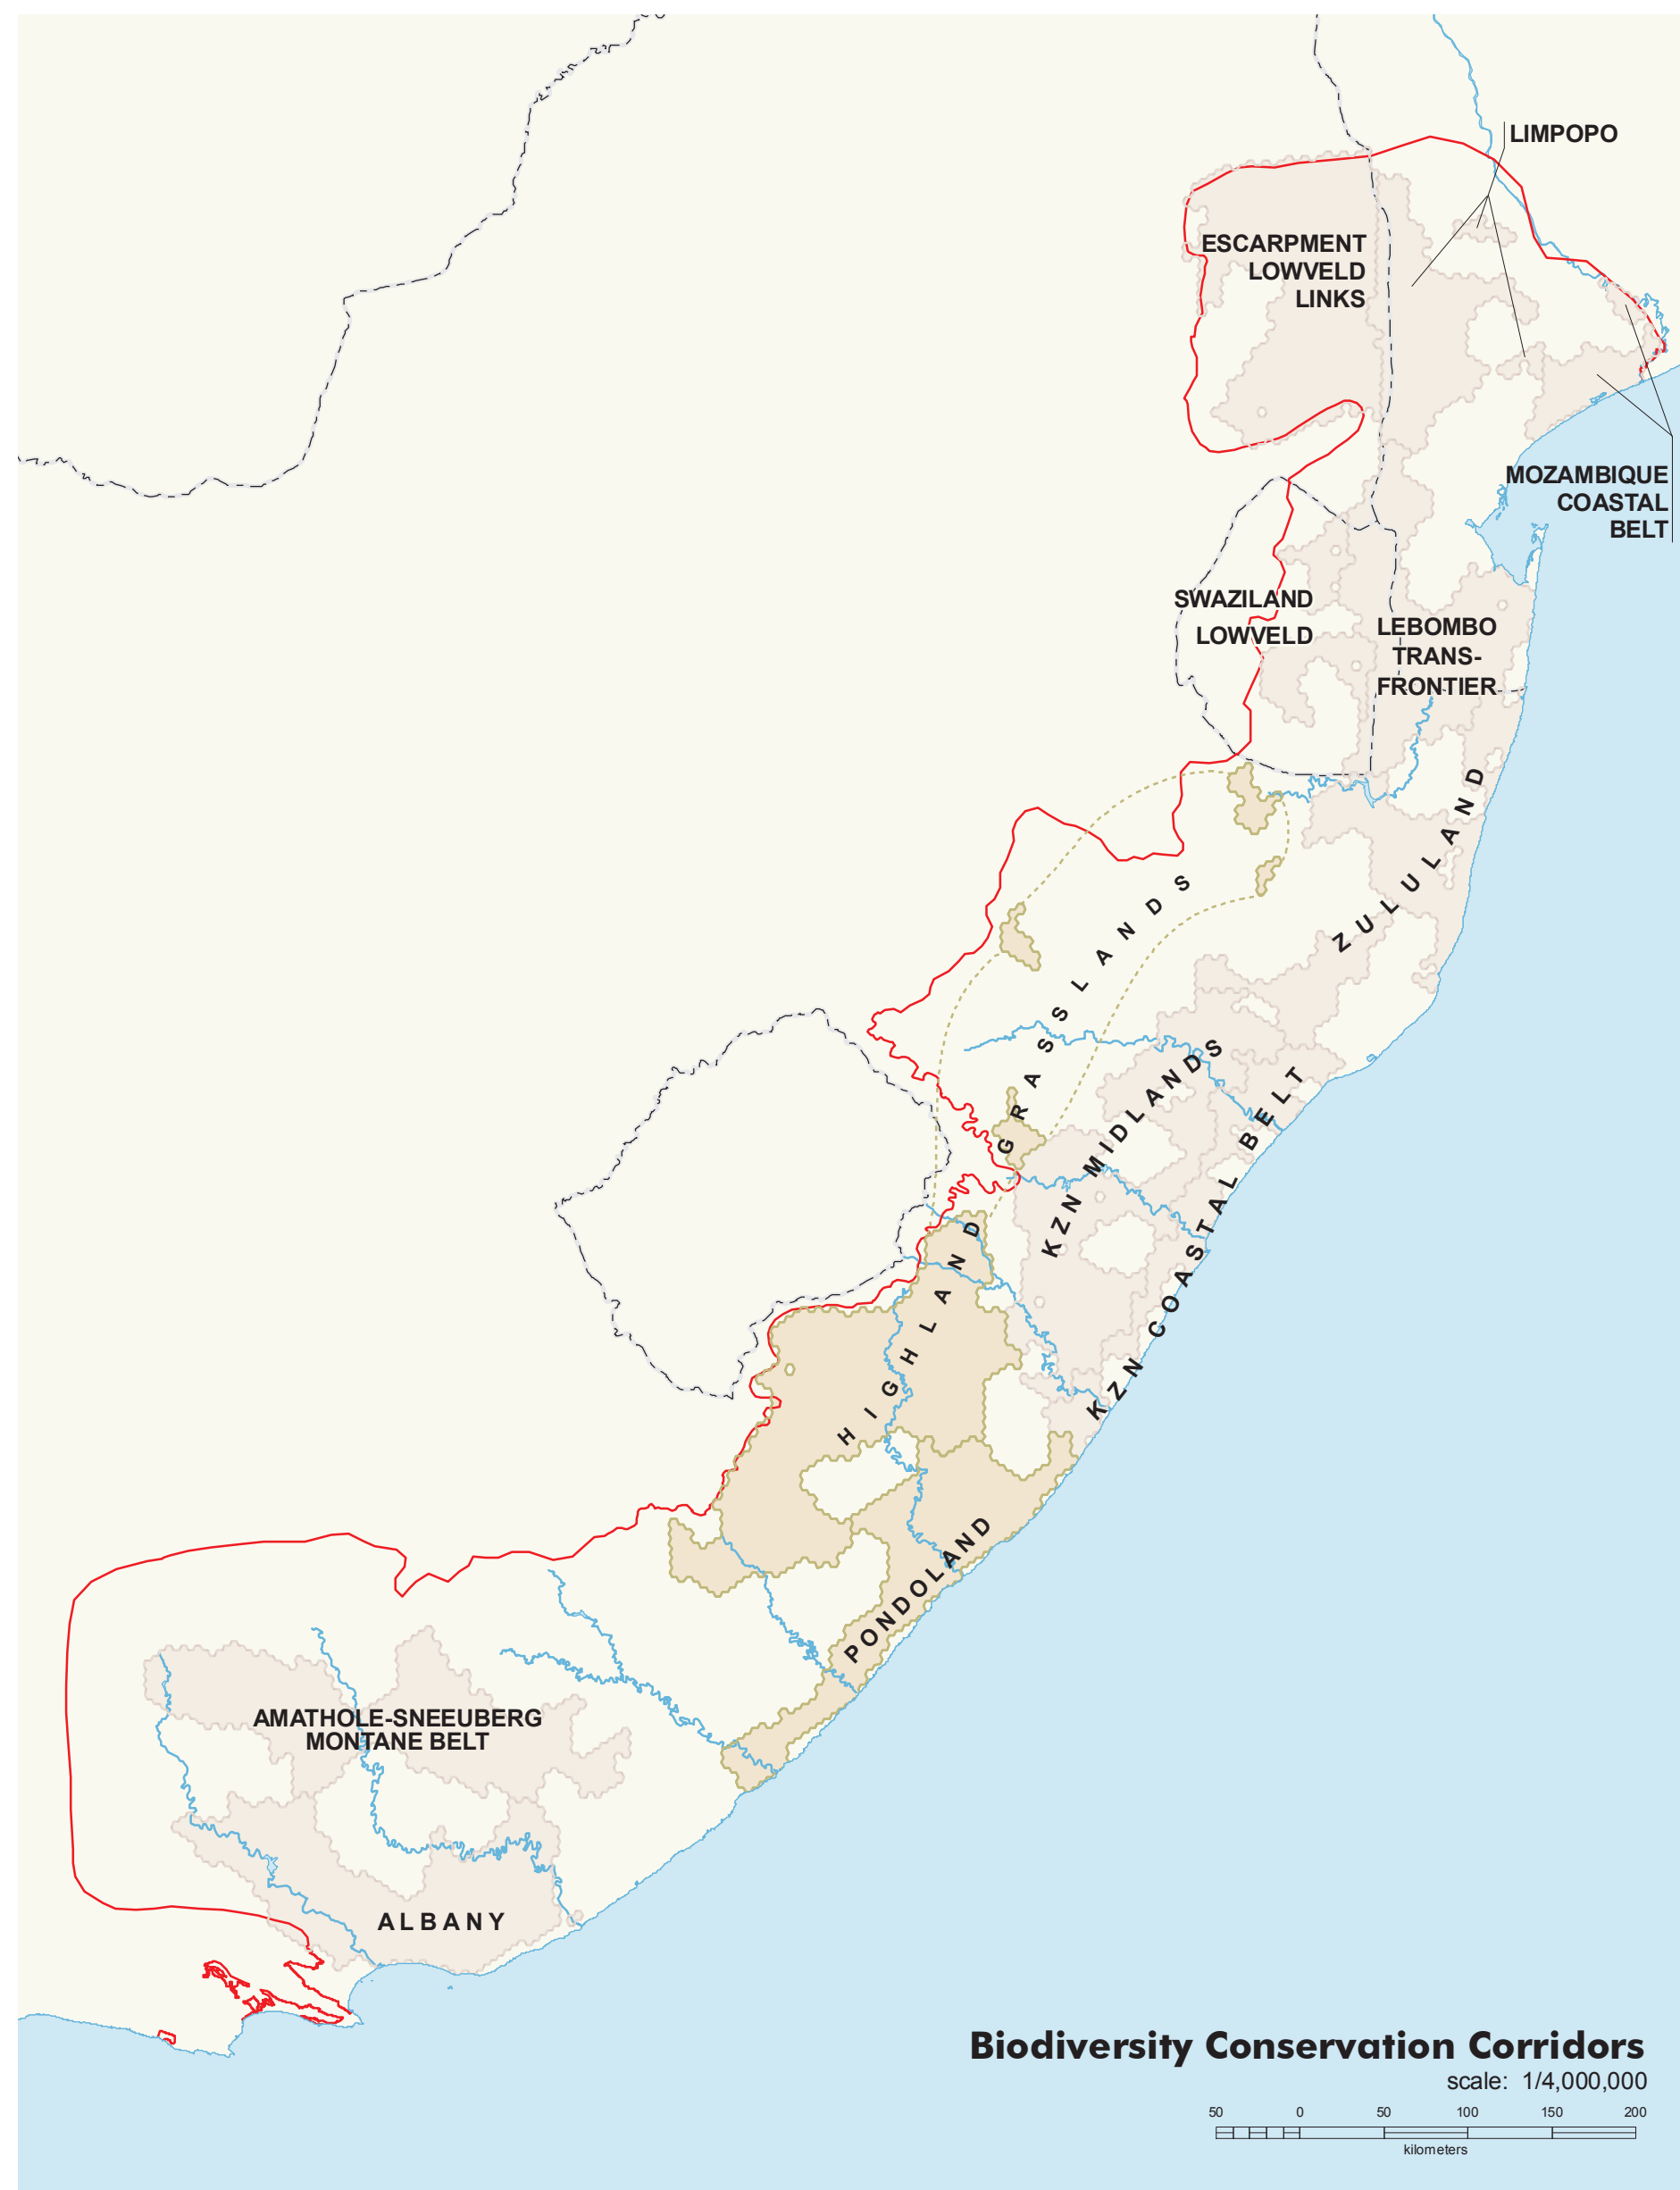 LIMPOPO
ESCARPMENT
LOWVELD
LINKS
MOZAMBIQUE
COASTAL
BELT
SWAZILAND
LOWVELD
LEBOMBO
TRANS-
FRONTIER
ZULULAND
HIGHLAND GRASSLANDS
KZN MIDLANDS
KZN COASTAL BELT
PONDOLAND
AMATHOLE-SNEEUBERG
MONTANE BELT
ALBANY
Biodiversity Conservation Corridors
scale: 1/4,000,000
50 0 50 100 150 200
kilometers